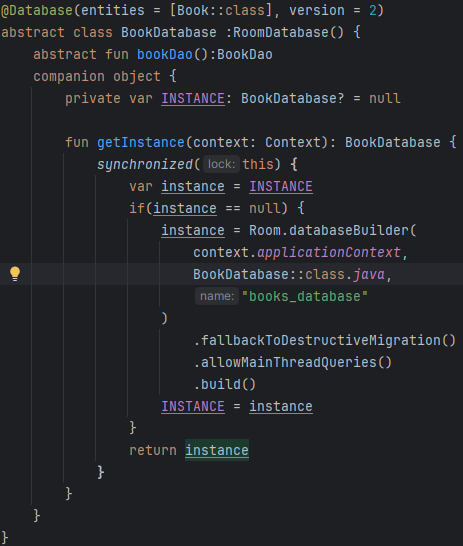 @Database(entities = [Book::class], version = 2)
abstract class BookDatabase :RoomDatabase() {
    abstract fun bookDao():BookDao
    companion object {
        private var INSTANCE: BookDatabase? = null

        fun getInstance(context: Context): BookDatabase {
            synchronized( lock: this) {
                var instance = INSTANCE
                if(instance == null) {
                    instance = Room.databaseBuilder(
                        context.applicationContext,
                        BookDatabase::class.java,
                        name: "books_database"
                    )
                        .fallbackToDestructiveMigration()
                        .allowMainThreadQueries()
                        .build()
                    INSTANCE = instance
                }
                return instance
            }
        }
    }
}